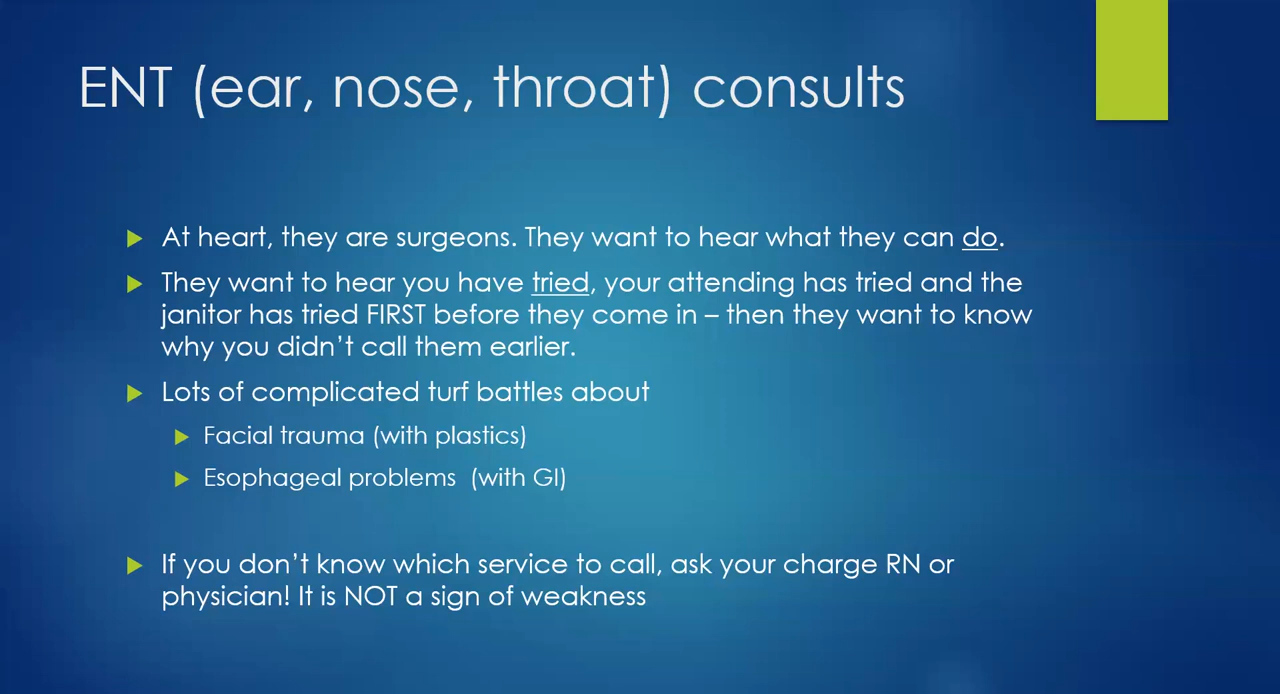 ENT (ear, nose, throat) consults
At heart, they are surgeons. They want to hear what they can do.
They want to hear you have tried, your attending has tried and the
janitor has tried FIRST before they come in – then they want to know
why you didn’t call them earlier.
Lots of complicated turf battles about
Facial trauma (with plastics)
Esophageal problems  (with GI)
If you don’t know which service to call, ask your charge RN or
physician! It is NOT a sign of weakness